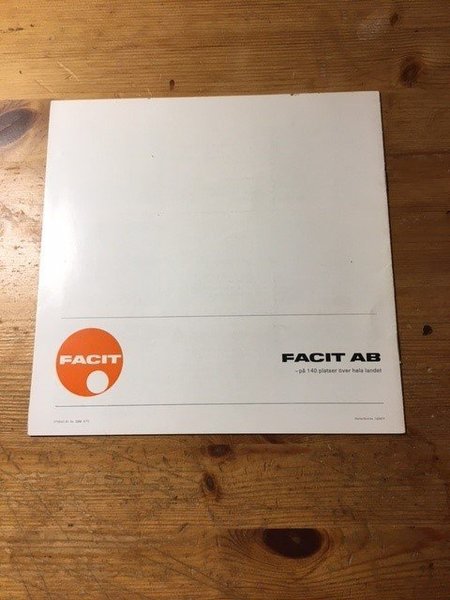 FACIT
FACIT AB
–på 140 platser över hela landet